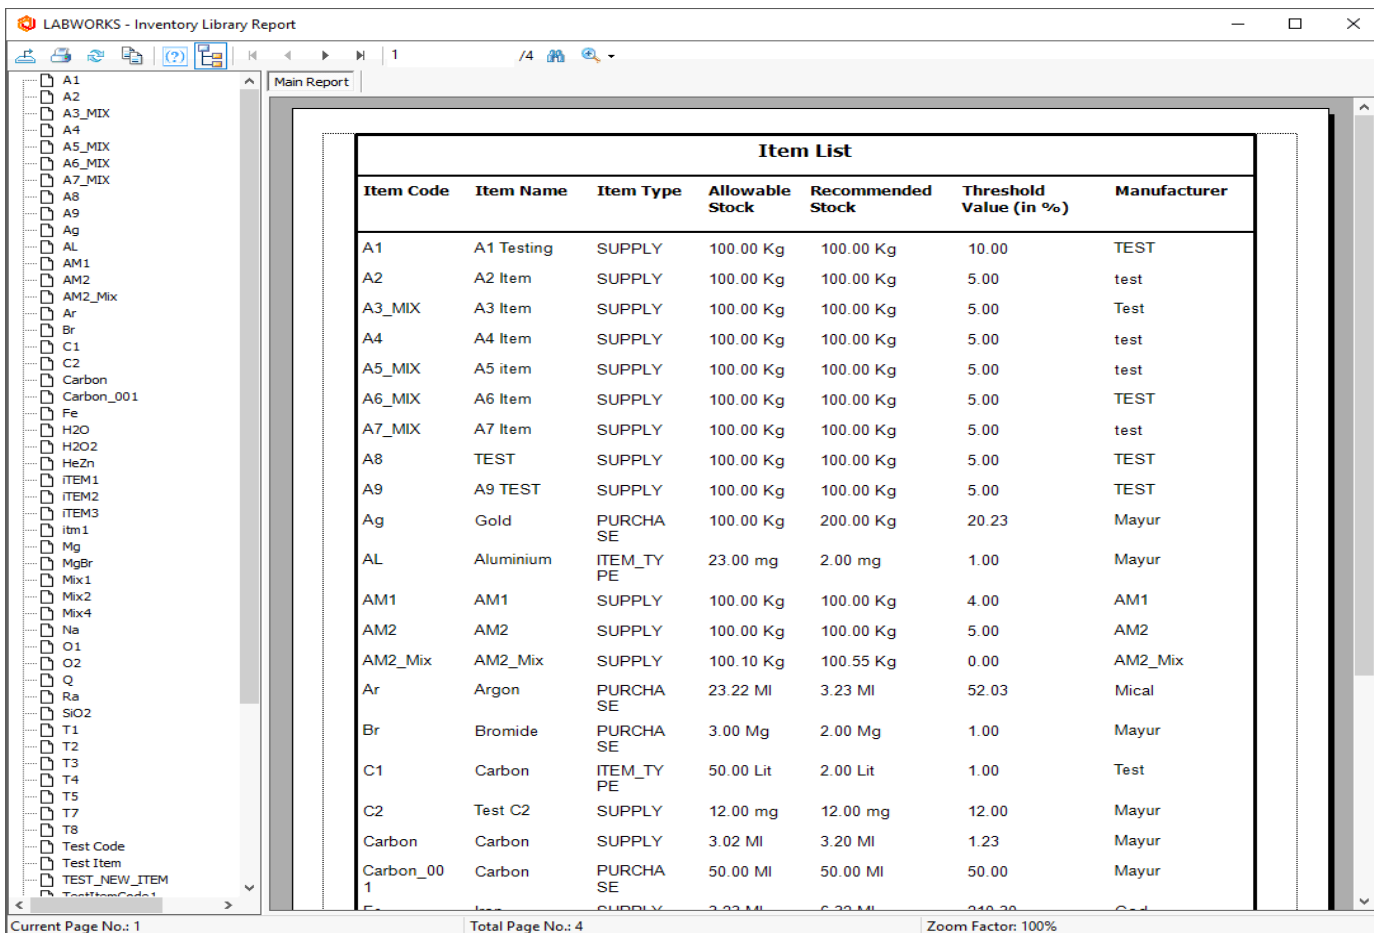 LABWORKS - Inventory Library Report
1 /4
A1
A2
A3_MIX
A4
A5_MIX
A6_MIX
A7_MIX
A8
A9
Ag
AL
AM1
AM2
AM2_Mix
Ar
Br
C1
C2
Carbon
Carbon_001
Fe
H2O
H2O2
HeZn
iTEM1
iTEM2
iTEM3
itm1
Mg
MgBr
Mix1
Mix2
Mix4
Na
O1
O2
Q
Ra
SiO2
T1
T2
T3
T4
T5
T7
T8
Test Code
Test Item
TEST_NEW_ITEM
TestItemCode1
Main Report
Item List
Item Code Item Name Item Type Allowable Recommended Threshold Manufacturer
Stock Stock Value (in %)
A1 A1 Testing SUPPLY 100.00 Kg 100.00 Kg 10.00 TEST
A2 A2 Item SUPPLY 100.00 Kg 100.00 Kg 5.00 test
A3_MIX A3 Item SUPPLY 100.00 Kg 100.00 Kg 5.00 Test
A4 A4 Item SUPPLY 100.00 Kg 100.00 Kg 5.00 test
A5_MIX A5 item SUPPLY 100.00 Kg 100.00 Kg 5.00 test
A6_MIX A6 Item SUPPLY 100.00 Kg 100.00 Kg 5.00 TEST
A7_MIX A7 Item SUPPLY 100.00 Kg 100.00 Kg 5.00 test
A8 TEST SUPPLY 100.00 Kg 100.00 Kg 5.00 TEST
A9 A9 TEST SUPPLY 100.00 Kg 100.00 Kg 5.00 TEST
Ag Gold PURCHA 100.00 Kg 200.00 Kg 20.23 Mayur
SE
AL Aluminium ITEM_TY 23.00 mg 2.00 mg 1.00 Mayur
PE
AM1 AM1 SUPPLY 100.00 Kg 100.00 Kg 4.00 AM1
AM2 AM2 SUPPLY 100.00 Kg 100.00 Kg 5.00 AM2
AM2_Mix AM2_Mix SUPPLY 100.10 Kg 100.55 Kg 0.00 AM2_Mix
Ar Argon PURCHA 23.22 Ml 3.23 Ml 52.03 Mical
SE
Br Bromide PURCHA 3.00 Mg 2.00 Mg 1.00 Mayur
SE
C1 Carbon ITEM_TY 50.00 Lit 2.00 Lit 1.00 Test
PE
C2 Test C2 SUPPLY 12.00 mg 12.00 mg 12.00 Mayur
Carbon Carbon SUPPLY 3.02 Ml 3.20 Ml 1.23 Mayur
Carbon_00 Carbon PURCHA 50.00 Ml 50.00 Ml 50.00 Mayur
1 SE
Current Page No.: 1 Total Page No.: 4 Zoom Factor: 100%